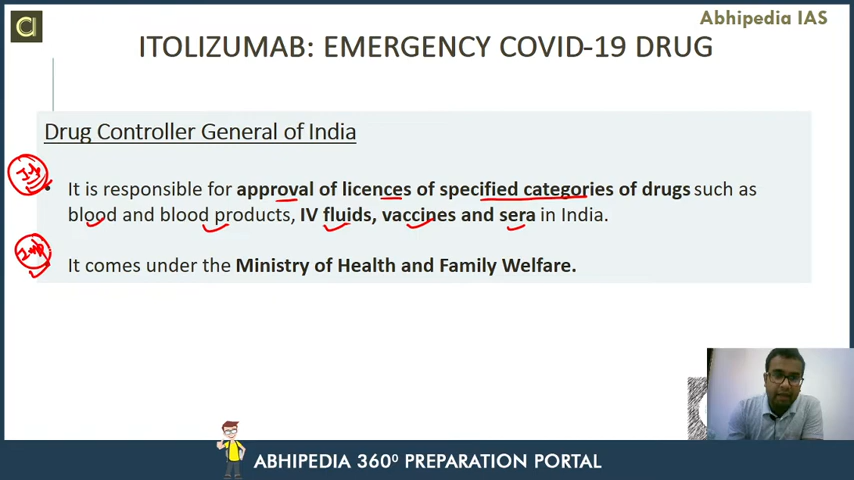 Abhipedia IAS
ITOLIZUMAB: EMERGENCY COVID-19 DRUG
Drug Controller General of India
• It is responsible for approval of licences of specified categories of drugs such as
blood and blood products, IV fluids, vaccines and sera in India.
It comes under the Ministry of Health and Family Welfare.
ABHIPEDIA 360⁰ PREPARATION PORTAL